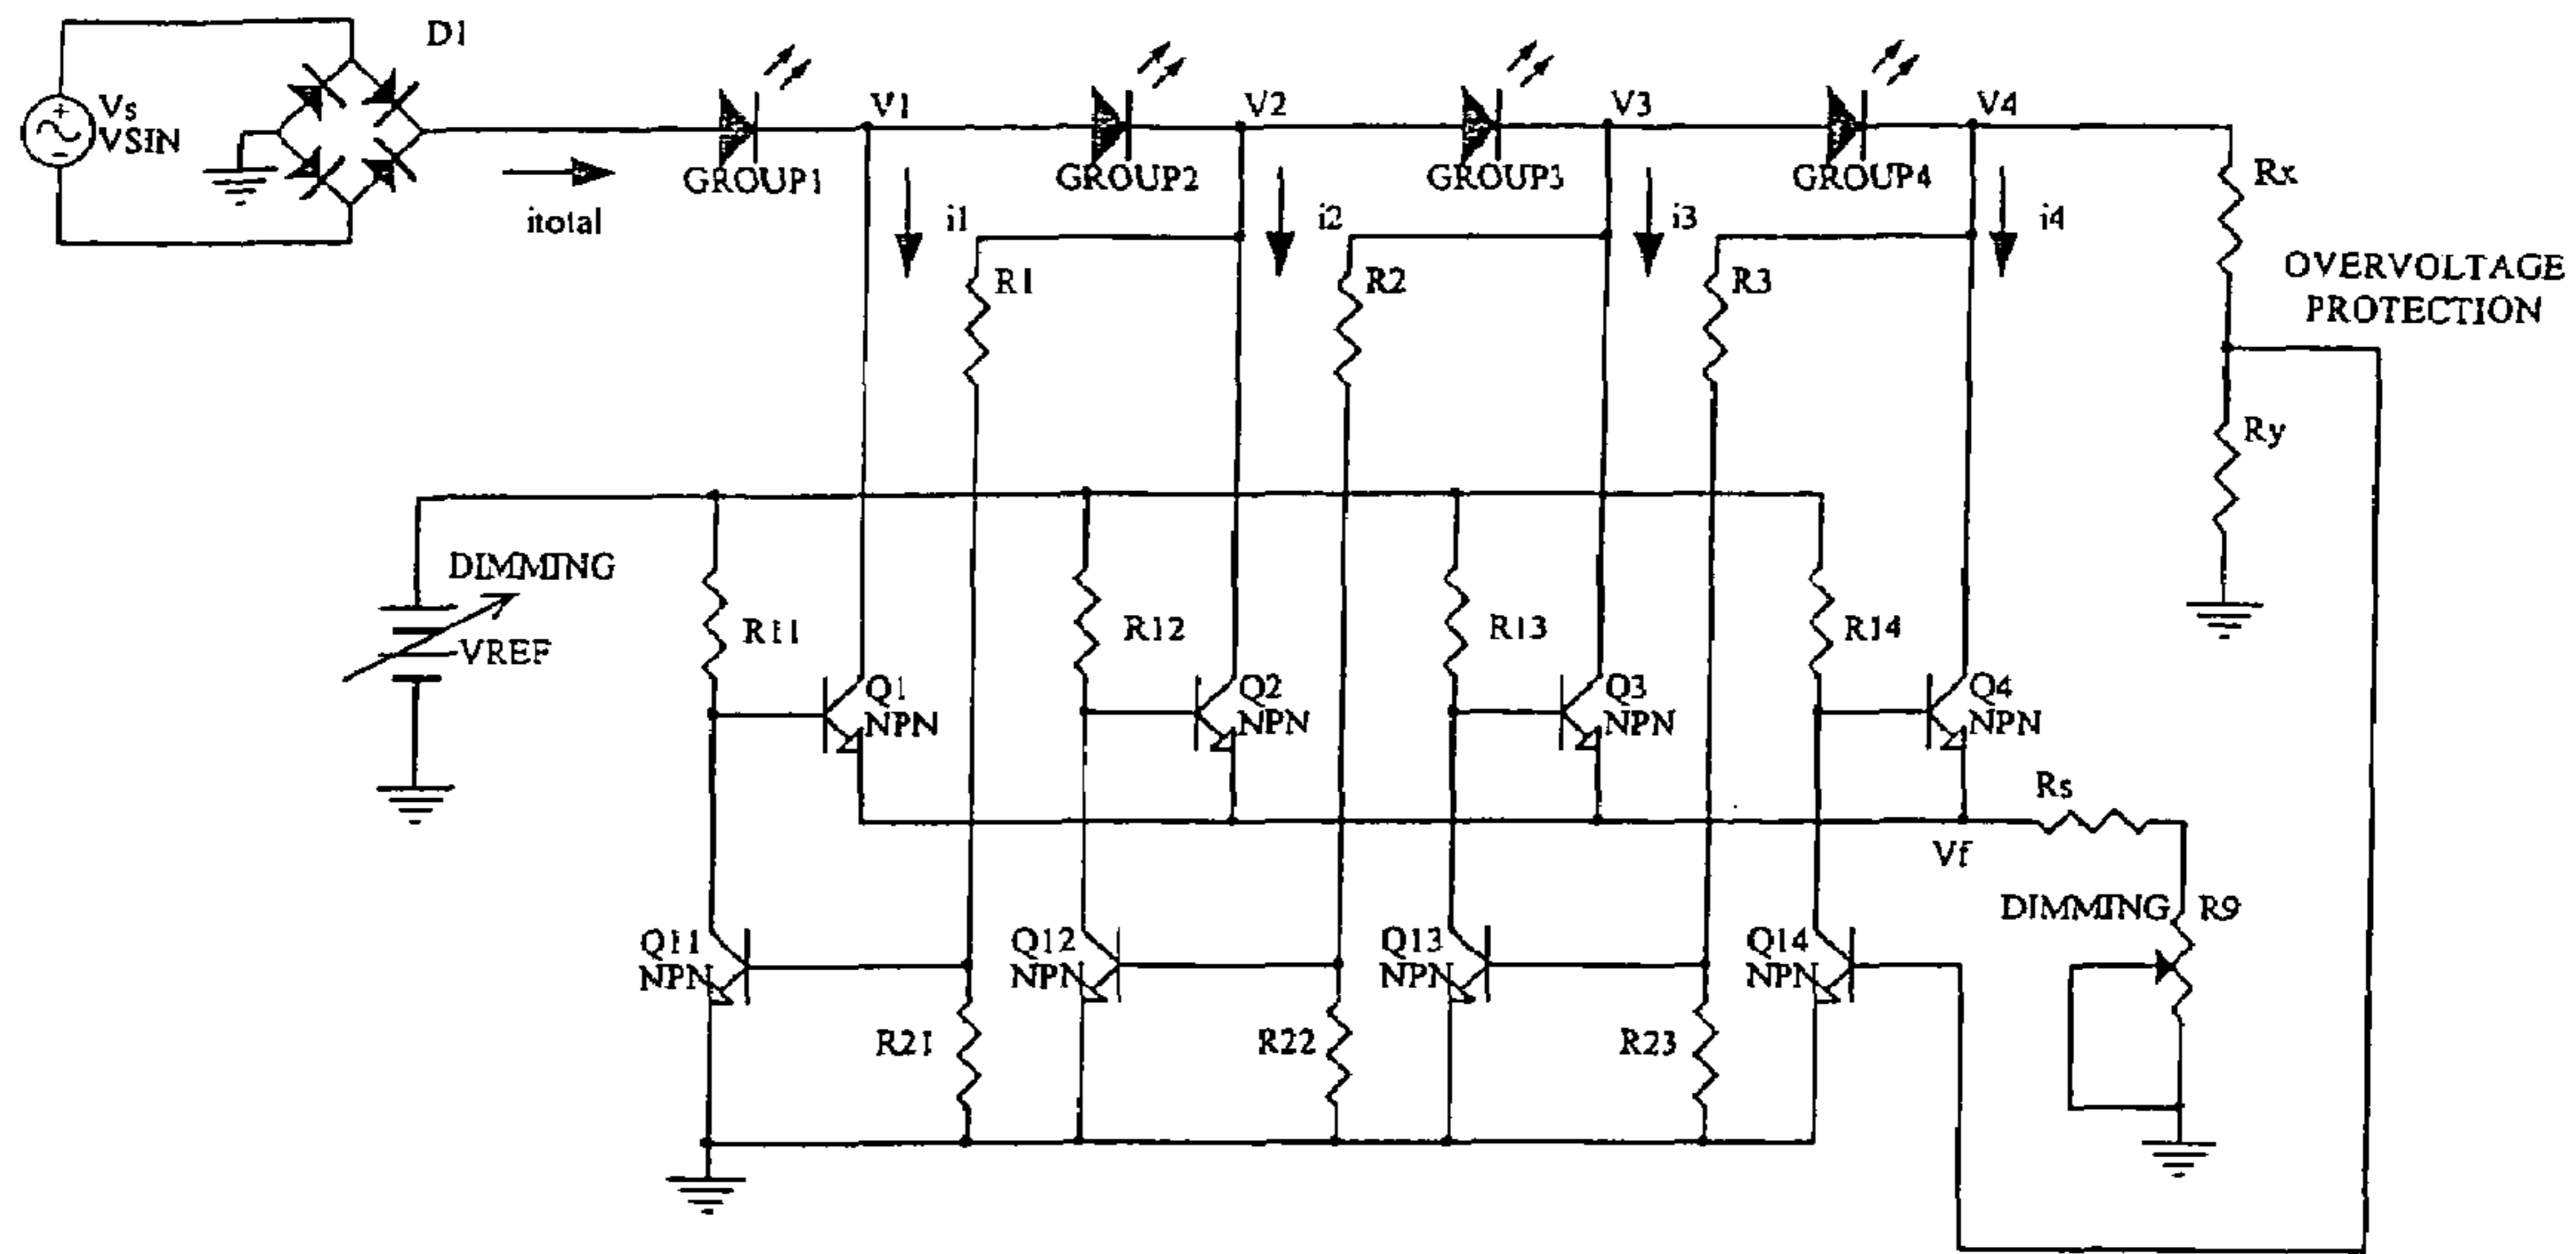 D1
Vs
VSIN
itotal
GROUP1
V1
i1
GROUP2
V2
i2
GROUP3
V3
i3
GROUP4
V4
i4
Rx
OVERVOLTAGE
PROTECTION
R1
R2
R3
Ry
DIMMING
VREF
R11
R12
R13
R14
Q1
NPN
Q2
NPN
Q3
NPN
Q4
NPN
Rs
Vf
DIMMING
R9
Q11
NPN
Q12
NPN
Q13
NPN
Q14
NPN
R21
R22
R23